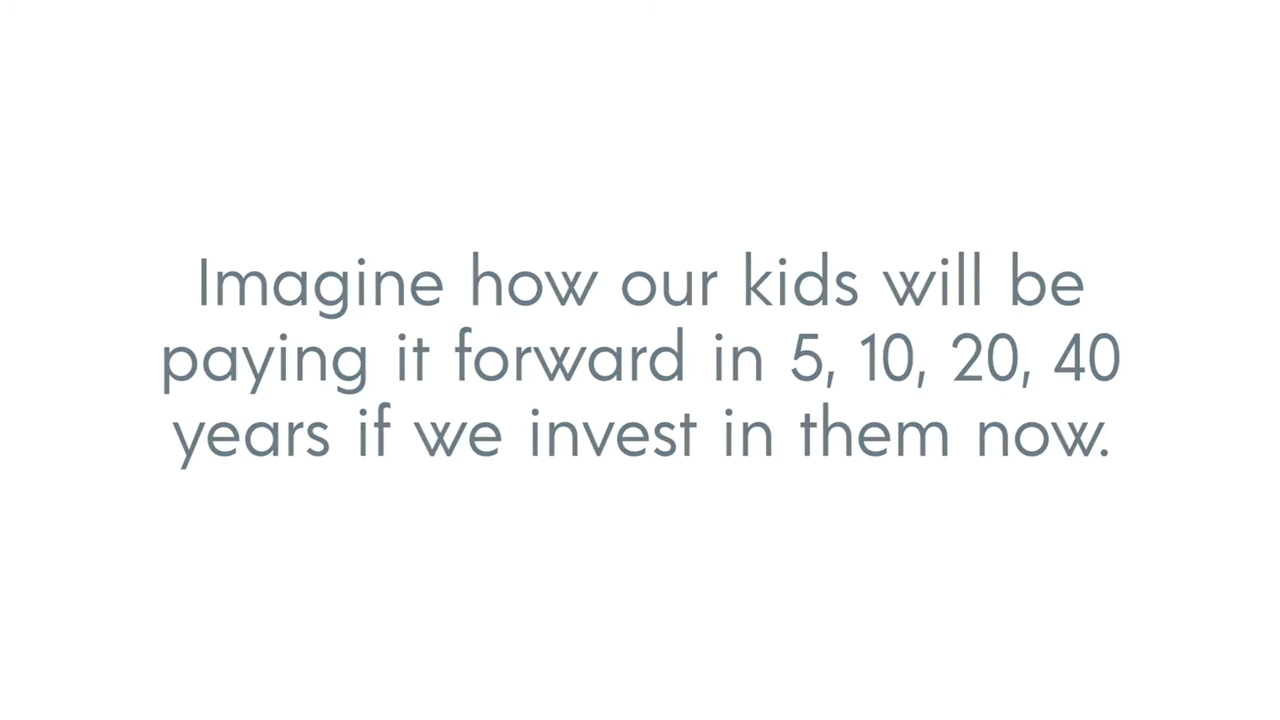 Imagine how our kids will be
paying it forward in 5, 10, 20, 40
years if we invest in them now.